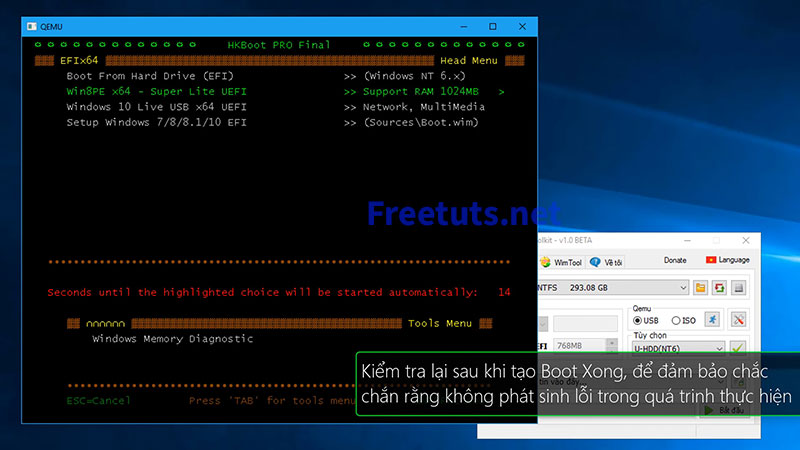 QEMU
HKBoot PRO Final
EFIx64 Head Menu
Boot From Hard Drive (EFI) >> (Windows NT 6.x)
Win8PE x64 - Super Lite UEFI >> Support RAM 1024MB >
Windows 10 Live USB x64 UEFI >> Network, MultiMedia
Setup Windows 7/8/8.1/10 EFI >> (Sources\Boot.wim)
Freetuts.net
- v1.0 BETA
WimTool Về tôi Donate Language
NTFS 293.08 GB
Seconds until the highlighted choice will be started automatically: 14
Qemu
USB ISO
Tools Menu
Tùy chọn
Windows Memory Diagnostic
EFI 768MB U-HDD(NT6)
Kiểm tra lại sau khi tạo Boot Xong, để đảm bảo chắc
chắn rằng không phát sinh lỗi trong quá trinh thực hiện
ESC=Cancel Press 'TAB' for tools menu
Bắt đầu